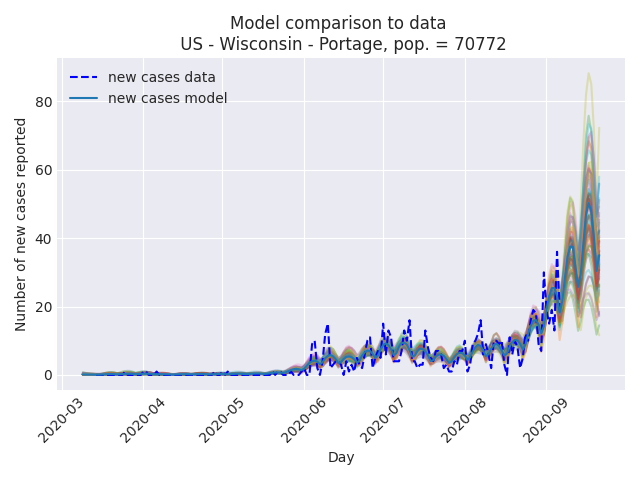 Model comparison to data
US - Wisconsin - Portage, pop. = 70772
new cases data
new cases model
Number of new cases reported
80
60
40
20
0
2020-03
2020-04
2020-05
2020-06
2020-07
2020-08
2020-09
Day